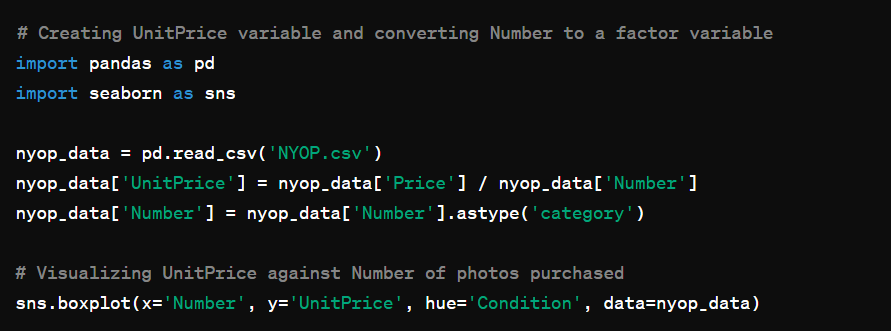 # Creating UnitPrice variable and converting Number to a factor variable
import pandas as pd
import seaborn as sns
nyop_data = pd.read_csv('NYOP.csv')
nyop_data['UnitPrice'] = nyop_data['Price'] / nyop_data['Number']
nyop_data['Number'] = nyop_data['Number'].astype('category')
# Visualizing UnitPrice against Number of photos purchased
sns.boxplot(x='Number', y='UnitPrice', hue='Condition', data=nyop_data)